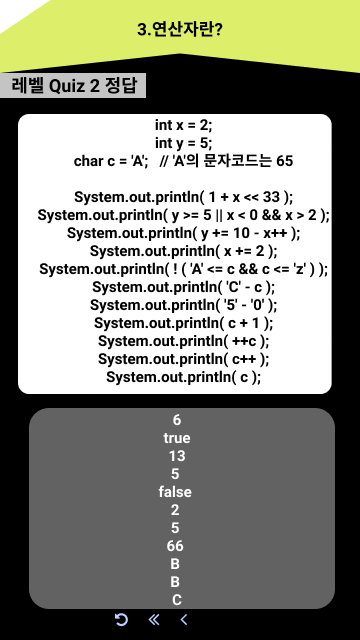 3.연산자란?
레벨 Quiz 2 정답
int x = 2;
int y = 5;
char c = 'A';   // 'A'의 문자코드는 65
System.out.println( 1 + x << 33 );
System.out.println( y >= 5 || x < 0 && x > 2 );
System.out.println( y += 10 - x++ );
System.out.println( x += 2 );
System.out.println( ! ( 'A' <= c && c <= 'z' ) );
System.out.println( 'C' - c );
System.out.println( '5' - '0' );
System.out.println( c + 1 );
System.out.println( ++c );
System.out.println( c++ );
System.out.println( c );
6
true
13
5
false
2
5
66
B
B
C